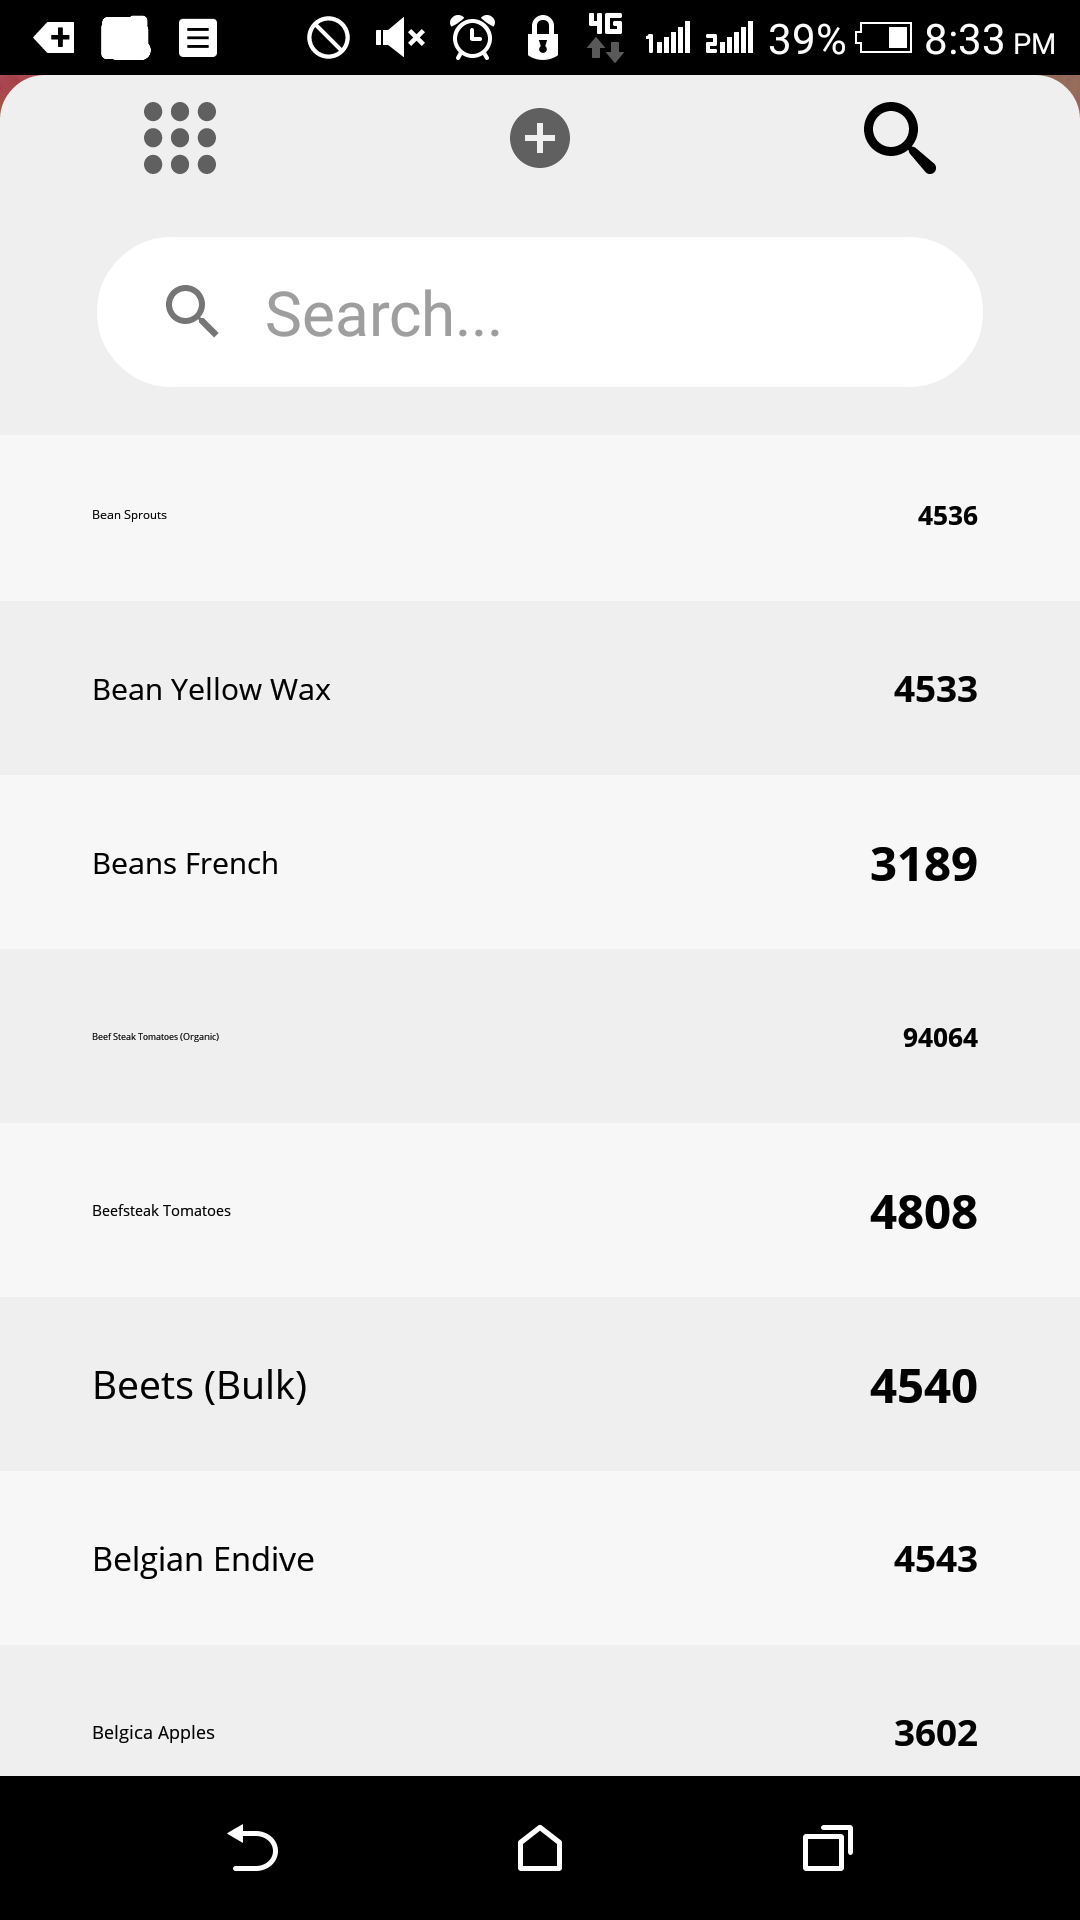 4G 1 2 39% 8:33 PM
Search...
Bean Sprouts 4536
Bean Yellow Wax 4533
Beans French 3189
Beef Steak Tomatoes (Organic) 94064
Beefsteak Tomatoes 4808
Beets (Bulk) 4540
Belgian Endive 4543
Belgica Apples 3602